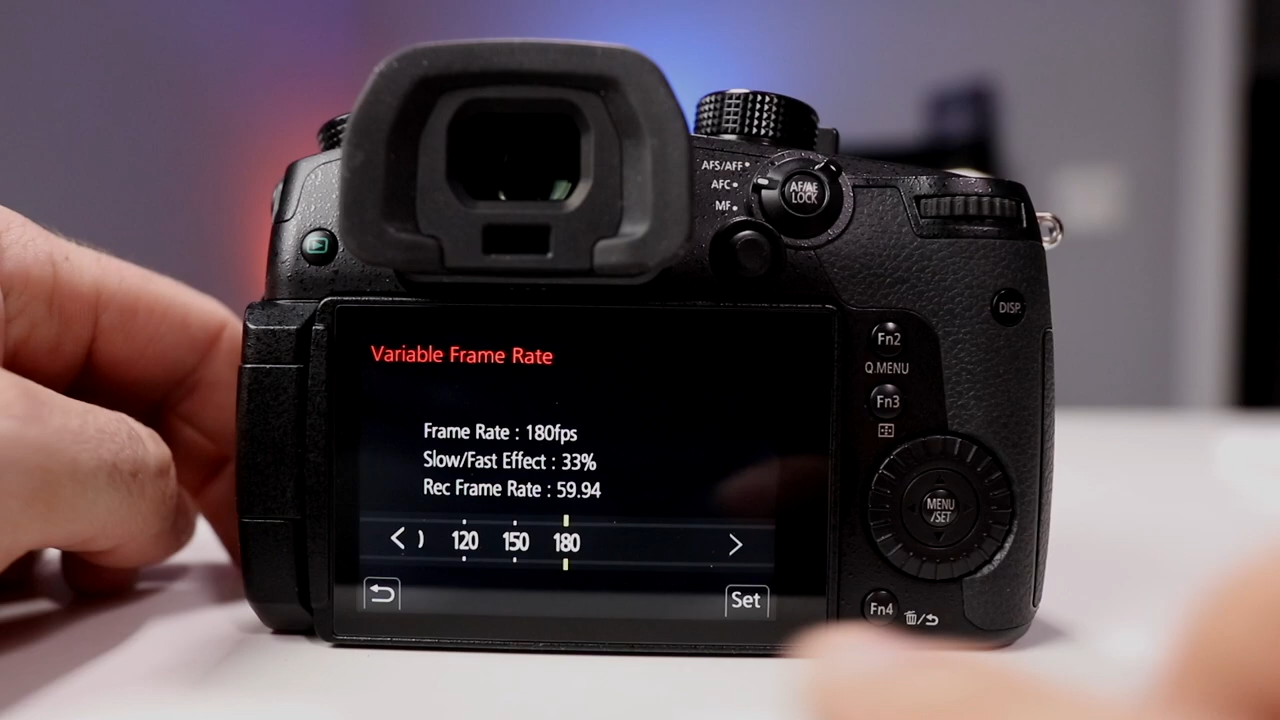 AFS/AFF
AFC
MF
AF/AE
LOCK
DISP.
Fn2
Q.MENU
Fn3
MENU
/SET
Fn4
Variable Frame Rate
Frame Rate : 180fps
Slow/Fast Effect : 33%
Rec Frame Rate : 59.94
120 150 180
Set